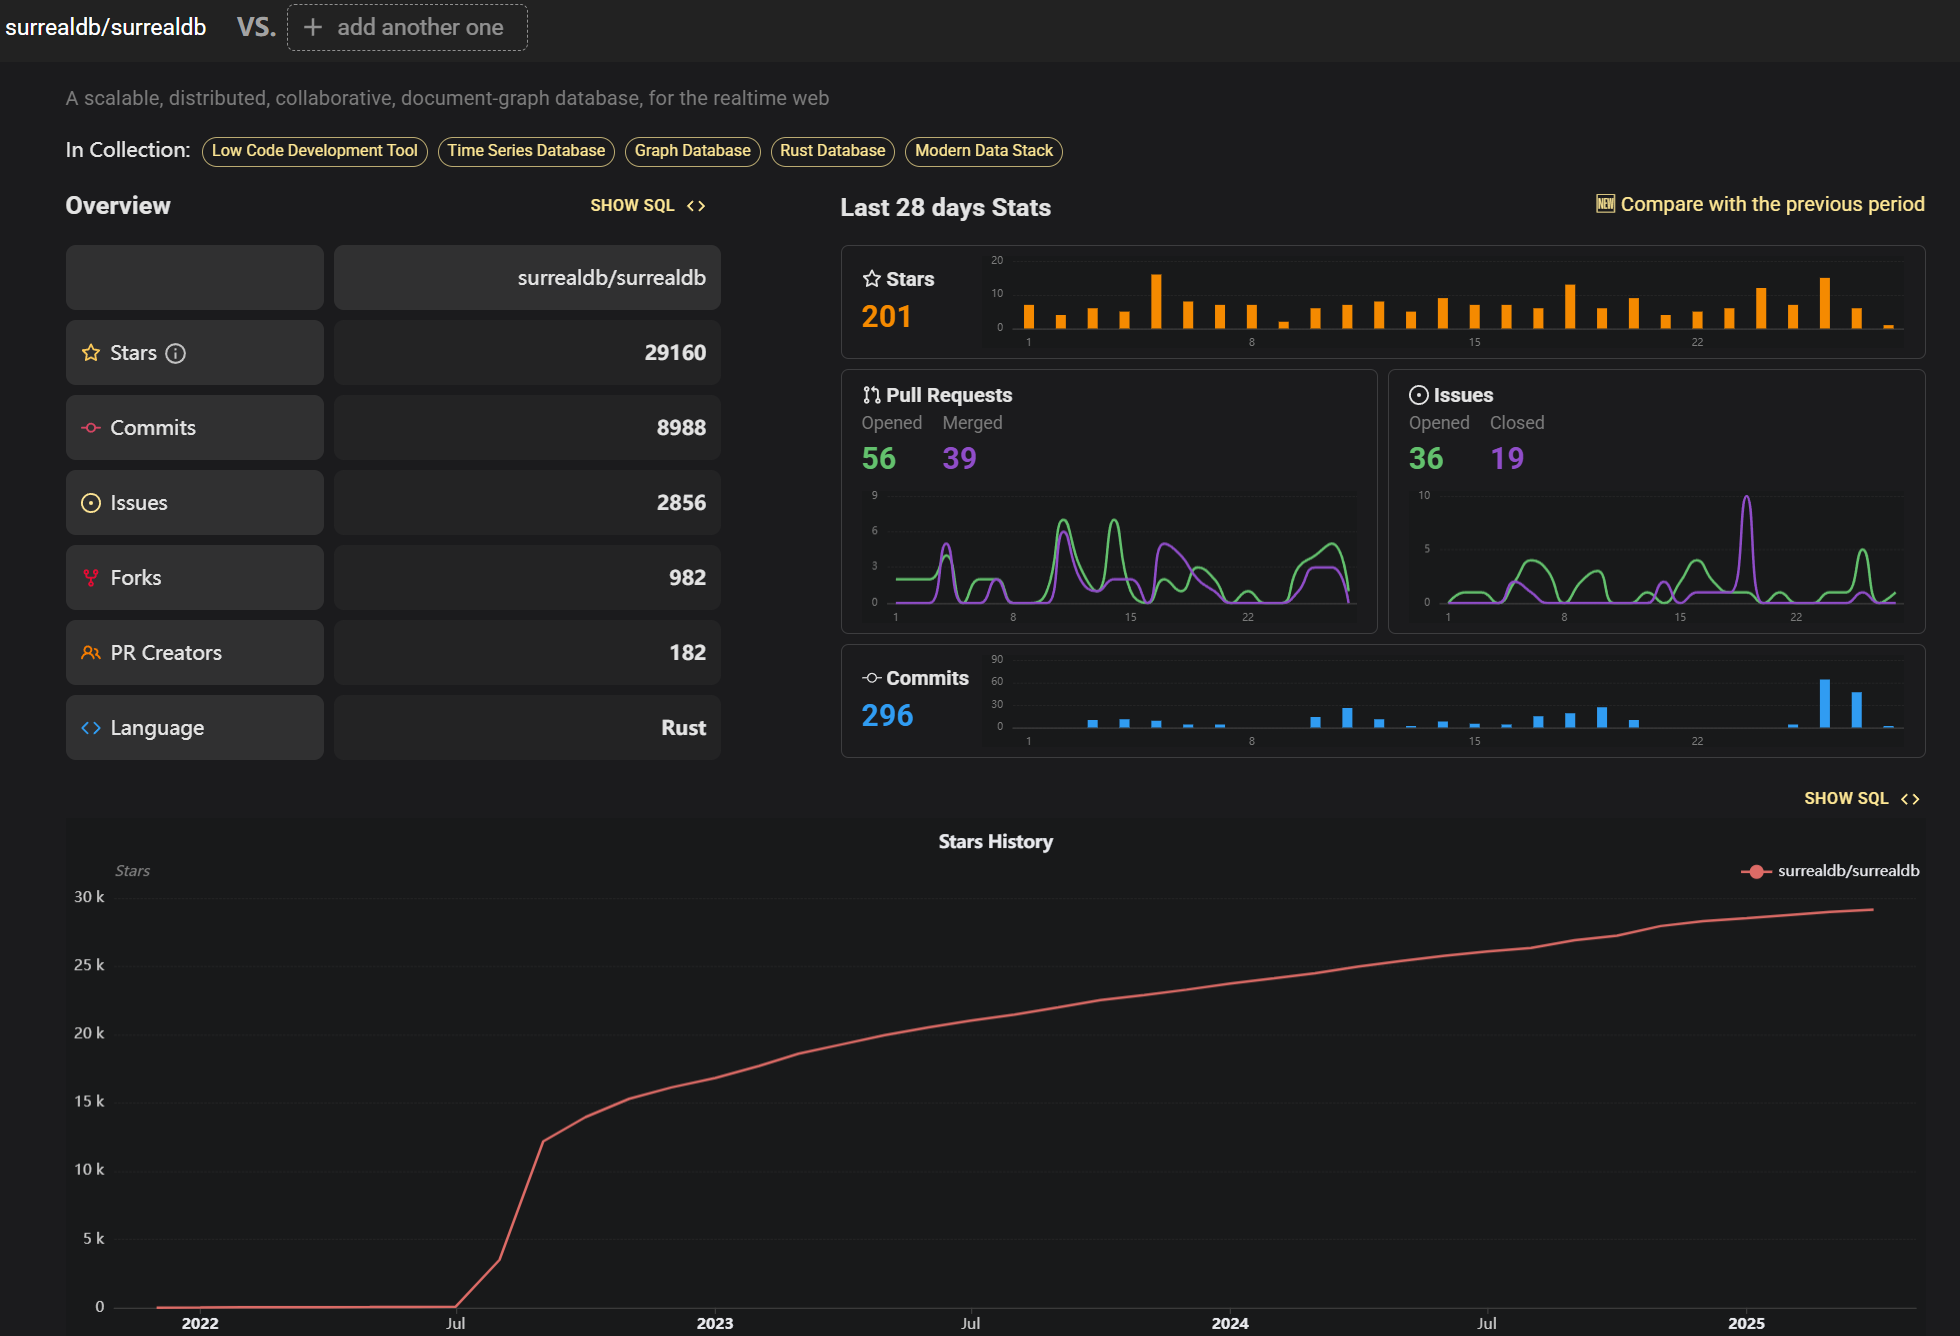 surrealdb/surrealdb VS. + add another one
A scalable, distributed, collaborative, document-graph database, for the realtime web
In Collection: Low Code Development Tool Time Series Database Graph Database Rust Database Modern Data Stack
Overview SHOW SQL <>
surrealdb/surrealdb
Stars 29160
Commits 8988
Issues 2856
Forks 982
PR Creators 182
Language Rust
Last 28 days Stats
NEW Compare with the previous period
Stars
201
20
10
0
1 8 15 22
Pull Requests
Opened Merged
56 39
9
6
3
0
1 8 15 22
Issues
Opened Closed
36 19
10
5
0
1 8 15 22
Commits
296
90
60
30
0
1 8 15 22
SHOW SQL <>
Stars History
Stars
surrealdb/surrealdb
30 k
25 k
20 k
15 k
10 k
5 k
0
2022 Jul 2023 Jul 2024 Jul 2025